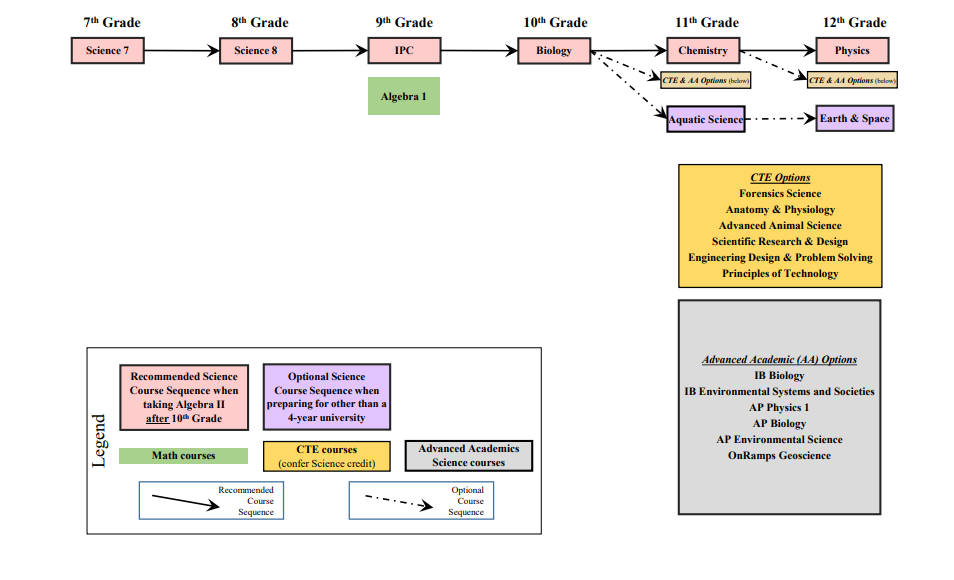 7th Grade 8th Grade 9th Grade 10th Grade 11th Grade 12th Grade
Science 7 Science 8 IPC Biology Chemistry Physics
CTE & AA Options (below) CTE & AA Options (below)
Algebra 1
Aquatic Science Earth & Space
CTE Options
Forensics Science
Anatomy & Physiology
Advanced Animal Science
Scientific Research & Design
Engineering Design & Problem Solving
Principles of Technology
Advanced Academic (AA) Options
IB Biology
IB Environmental Systems and Societies
AP Physics 1
AP Biology
AP Environmental Science
OnRamps Geoscience
Legend
Recommended Science
Course Sequence when
taking Algebra II
after 10th Grade
Optional Science
Course Sequence when
preparing for other than a
4-year university
Math courses
CTE courses
(confer Science credit)
Advanced Academics
Science courses
Recommended
Course
Sequence
Optional
Course
Sequence